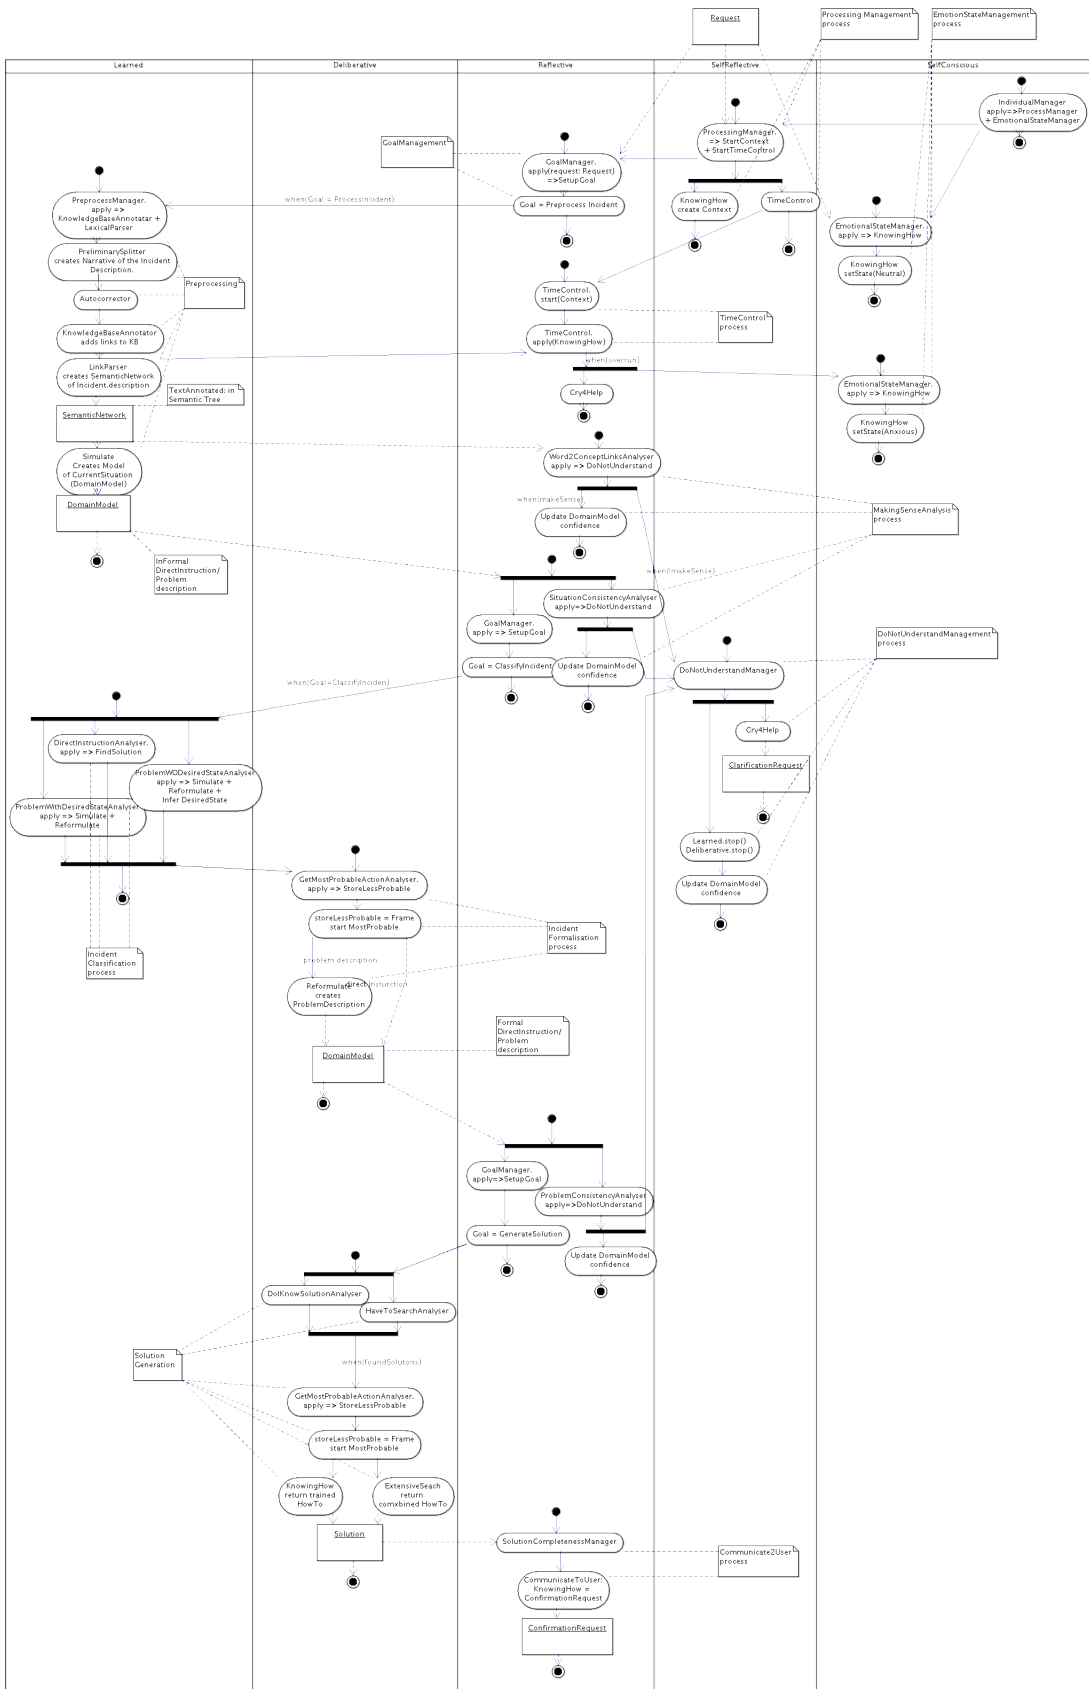 Request
Processing Management
process
EmotionStateManagement
process
Learned
Deliberative
Reflective
SelfReflective
SelfConscious
IndividualManager
apply=>ProcessManager
+ EmotionalStateManager
ProcessingManager.
=> StartContext
+ StartTimeControl
GoalManagement
GoalManager.
apply(request: Request)
=>SetupGoal
PreprocessManager.
apply =>
KnowledgeBaseAnnotatar +
LexicalParser
when(Goal = ProcessIncident)
Goal = Preprocess Incident
KnowingHow
create Context
TimeControl
EmotionalStateManager.
apply => KnowingHow
PreliminarySplitter
creates Narrative of the Incident
Description.
KnowingHow
setState(Neutral)
Preprocessing
Autocorrector
TimeControl.
start(Context)
TimeControl
process
KnowledgeBaseAnnotator
adds links to KB
TimeControl.
apply(KnowingHow)
when(overrun)
LinkParser
creates SemanticNetwork
of Incident.description
TextAnnotated: in
Semantic Tree
Cry4Help
EmotionalStateManager.
apply => KnowingHow
SemanticNetwork
KnowingHow
setState(Anxious)
Simulate
Creates Model
of CurrentSituation
(DomainModel)
Word2ConceptLinksAnalyser
apply => DoNotUnderstand
when(makeSense)
DomainModel
Update DomainModel
confidence
MakingSenseAnalysis
process
InFormal
DirectInstruction/
Problem
description
when(!makeSense)
SituationConsistencyAnalyser
apply=>DoNotUnderstand
GoalManager.
apply => SetupGoal
DoNotUnderstandManagement
process
Goal = ClassifyIncident
Update DomainModel
confidence
DoNotUnderstandManager
when(Goal=ClassifyInciden)
Cry4Help
DirectInstructionAnalyser.
apply => FindSolution
ClarificationRequest
ProblemWODesiredStateAnalyser
apply => Simulate +
Reformulate +
Infer DesiredState
ProblemWithDesiredStateAnalyser
apply => Simulate +
Reformulate
Learned.stop()
Deliberative.stop()
GetMostProbableActionAnalyser.
apply => StoreLessProbable
Update DomainModel
confidence
storeLessProbable = Frame
start MostProbable
Incident
Formalisation
process
Incident
Classification
process
problem description
direct Insturction
Reformulate
creates
ProblemDescription
Formal
DirectInstruction/
Problem
description
DomainModel
GoalManager.
apply=>SetupGoal
ProblemConsistencyAnalyser
apply=>DoNotUnderstand
Goal = GenerateSolution
Update DomainModel
confidence
DoIKnowSolutionAnalyser
HaveToSearchAnalyser
Solution
Generation
when(foundSolutons)
GetMostProbableActionAnalyser.
apply => StoreLessProbable
storeLessProbable = Frame
start MostProbable
KnowingHow
return trained
HowTo
ExtensiveSeach
return
comxbined HowTo
Solution
SolutionCompletenessManager
Communicate2User
process
CommunicateToUser:
KnowingHow =
ConfirmationRequest
ConfirmationRequest